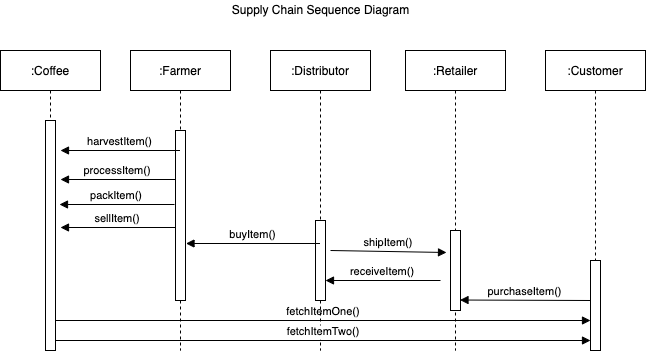 Supply Chain Sequence Diagram
:Coffee
:Farmer
:Distributor
:Retailer
:Customer
harvestItem()
processItem()
packItem()
sellItem()
buyItem()
shipItem()
receiveItem()
purchaseItem()
fetchItemOne()
fetchItemTwo()